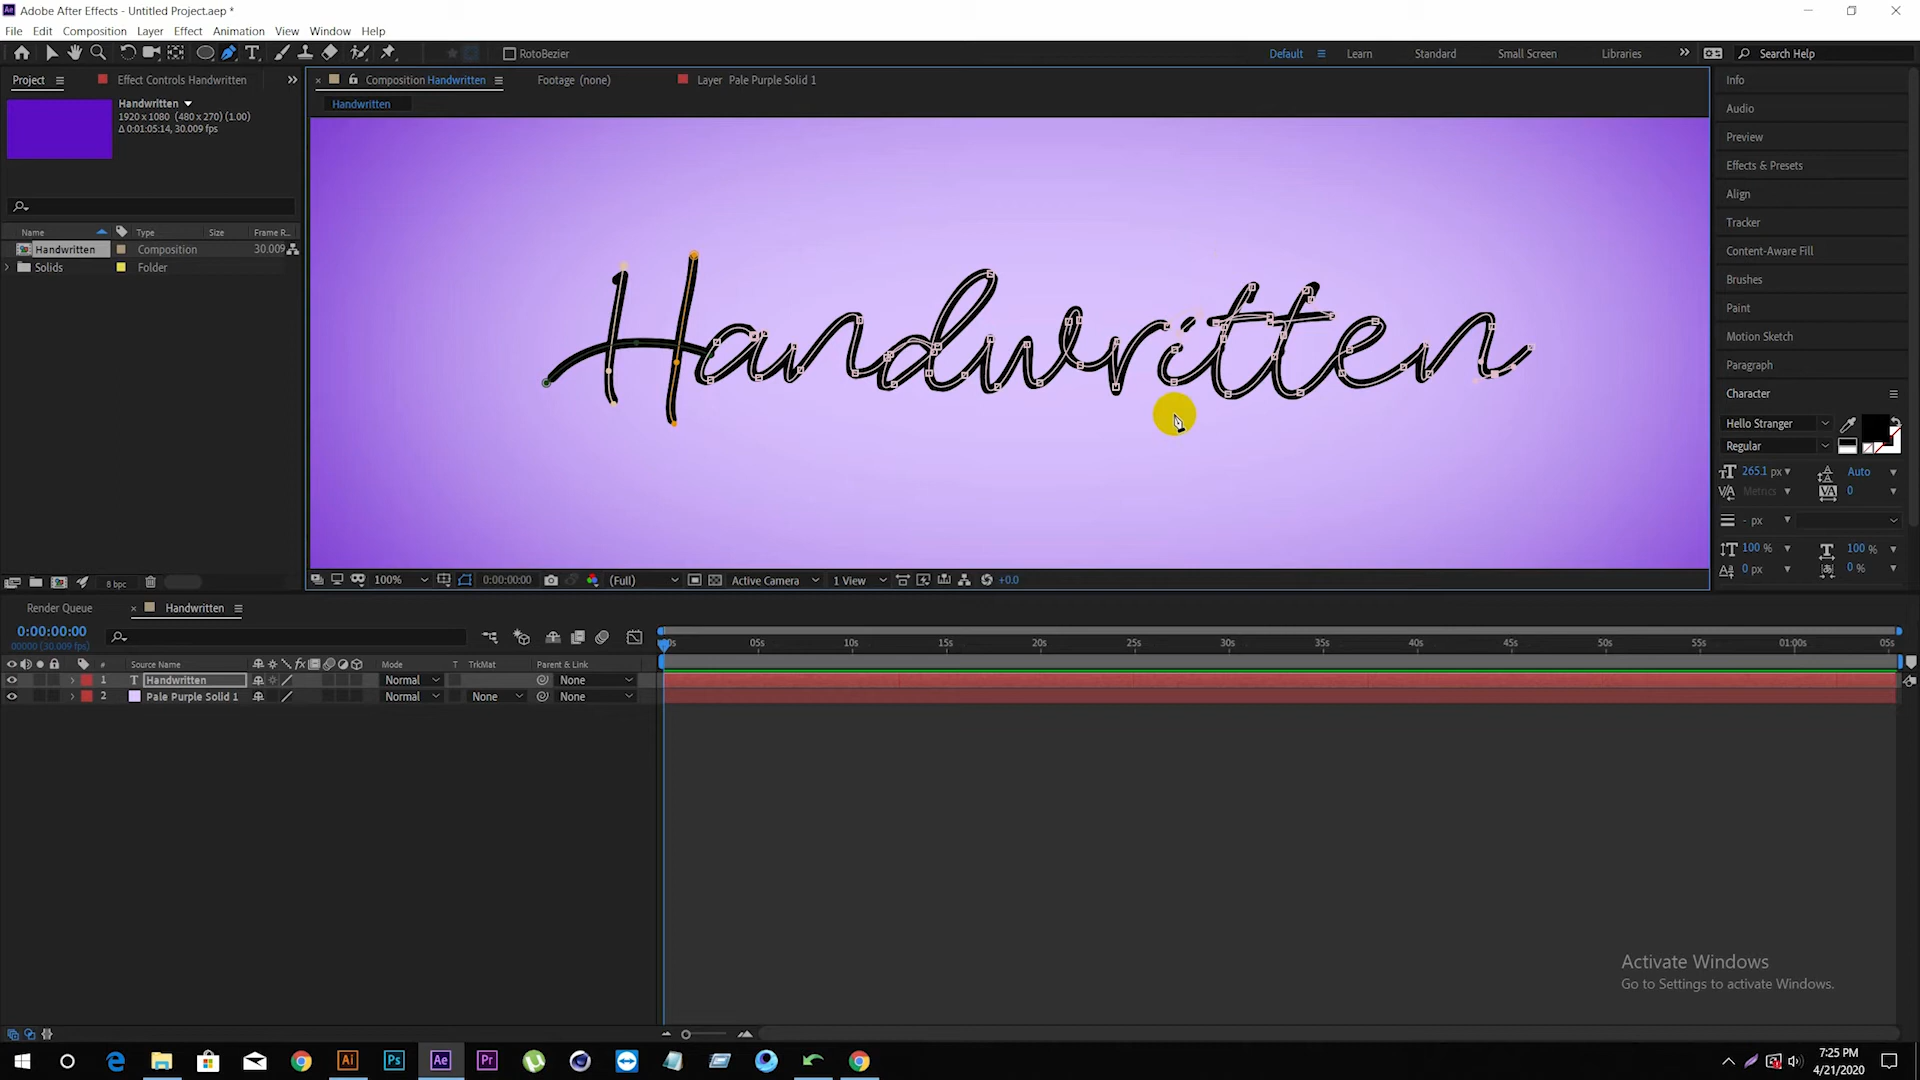 Adobe After Effects - Untitled Project.aep *
File Edit Composition Layer Effect Animation View Window Help
RotoBezier Default Learn Standard Small Screen Libraries Search Help
Project Effect Controls Handwritten
Composition Handwritten Footage (none) Layer Pale Purple Solid 1
Handwritten
1920 x 1080 (480 x 270) (1.00)
Δ 0:01:05:14, 30.009 fps
Handwritten
Name Type Size Frame R...
Handwritten Composition 30.009
Solids Folder
Handwritten
8 bpc
100% 0:00:00:00 (Full) Active Camera 1 View +0.0
Info
Audio
Preview
Effects & Presets
Align
Tracker
Content-Aware Fill
Brushes
Paint
Motion Sketch
Paragraph
Character
Hello Stranger
Regular
265.1 px Auto
Metrics 0
- px
100 % 100 %
0 px 0 %
Render Queue Handwritten
0:00:00:00
00000 (30.009 fps)
05s 10s 15s 20s 25s 30s 35s 40s 45s 50s 55s 01:00s 05s
# Source Name Mode T TrkMat Parent & Link
1 T Handwritten Normal None
2 Pale Purple Solid 1 Normal None None
Activate Windows
Go to Settings to activate Windows.
Ai Ps Ae Pr
7:25 PM
4/21/2020